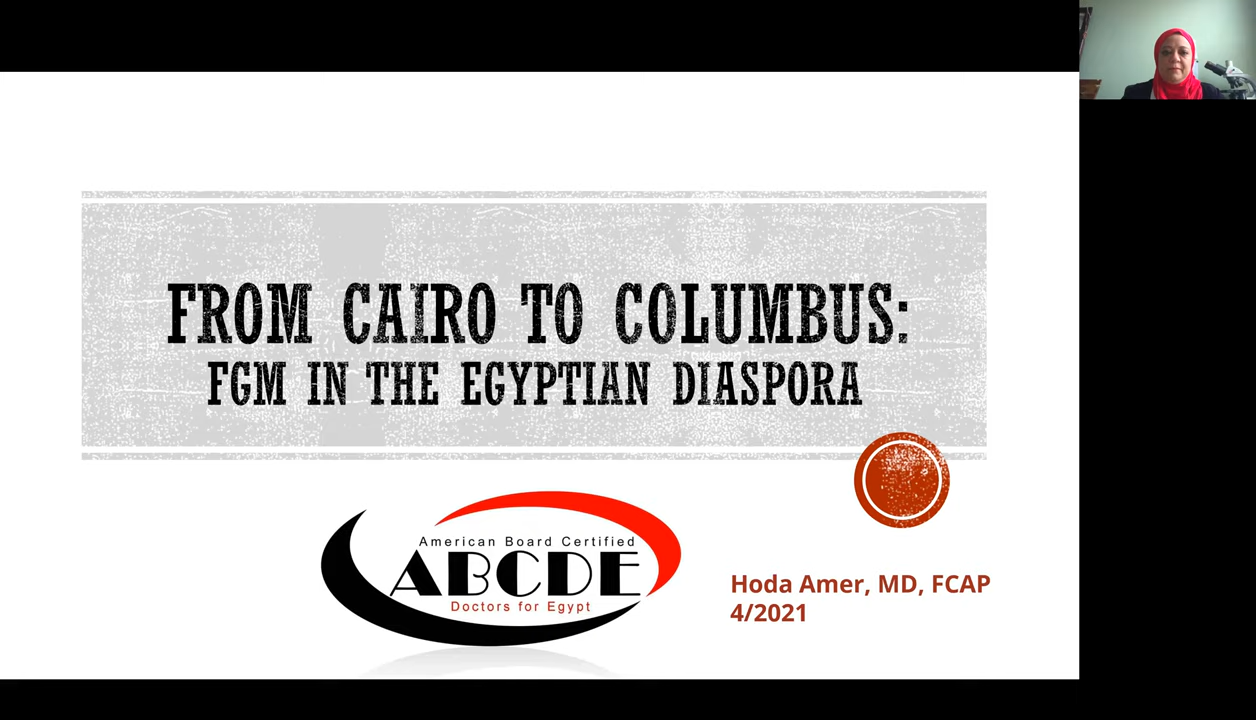 FROM CAIRO TO COLUMBUS:
FGM IN THE EGYPTIAN DIASPORA
American Board Certified
ABCDE
Doctors for Egypt
Hoda Amer, MD, FCAP
4/2021